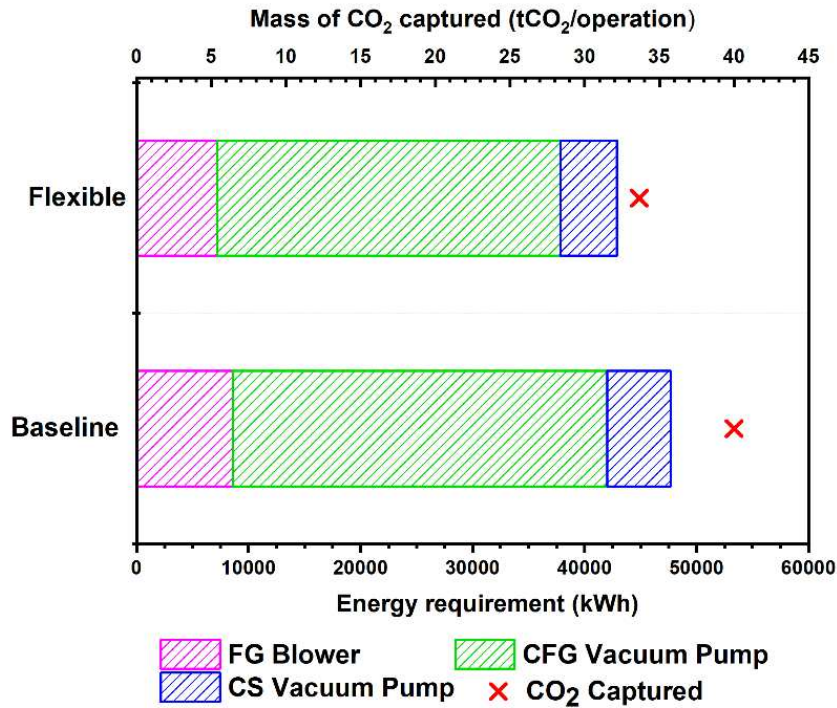 Mass of CO₂ captured (tCO₂/operation)
0 5 10 15 20 25 30 35 40 45
Flexible
Baseline
0 10000 20000 30000 40000 50000 60000
Energy requirement (kWh)
FG Blower CFG Vacuum Pump
CS Vacuum Pump CO₂ Captured